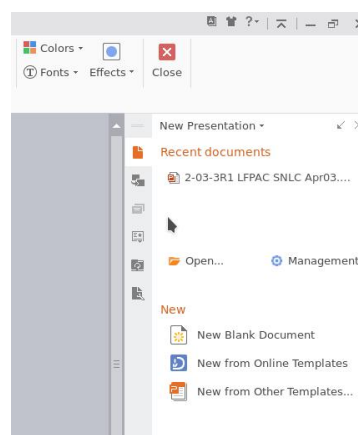 ?
Colors
Fonts Effects Close
New Presentation
Recent documents
2-03-3R1 LFPAC SNLC Apr03....
Open... Management
New
New Blank Document
New from Online Templates
New from Other Templates...